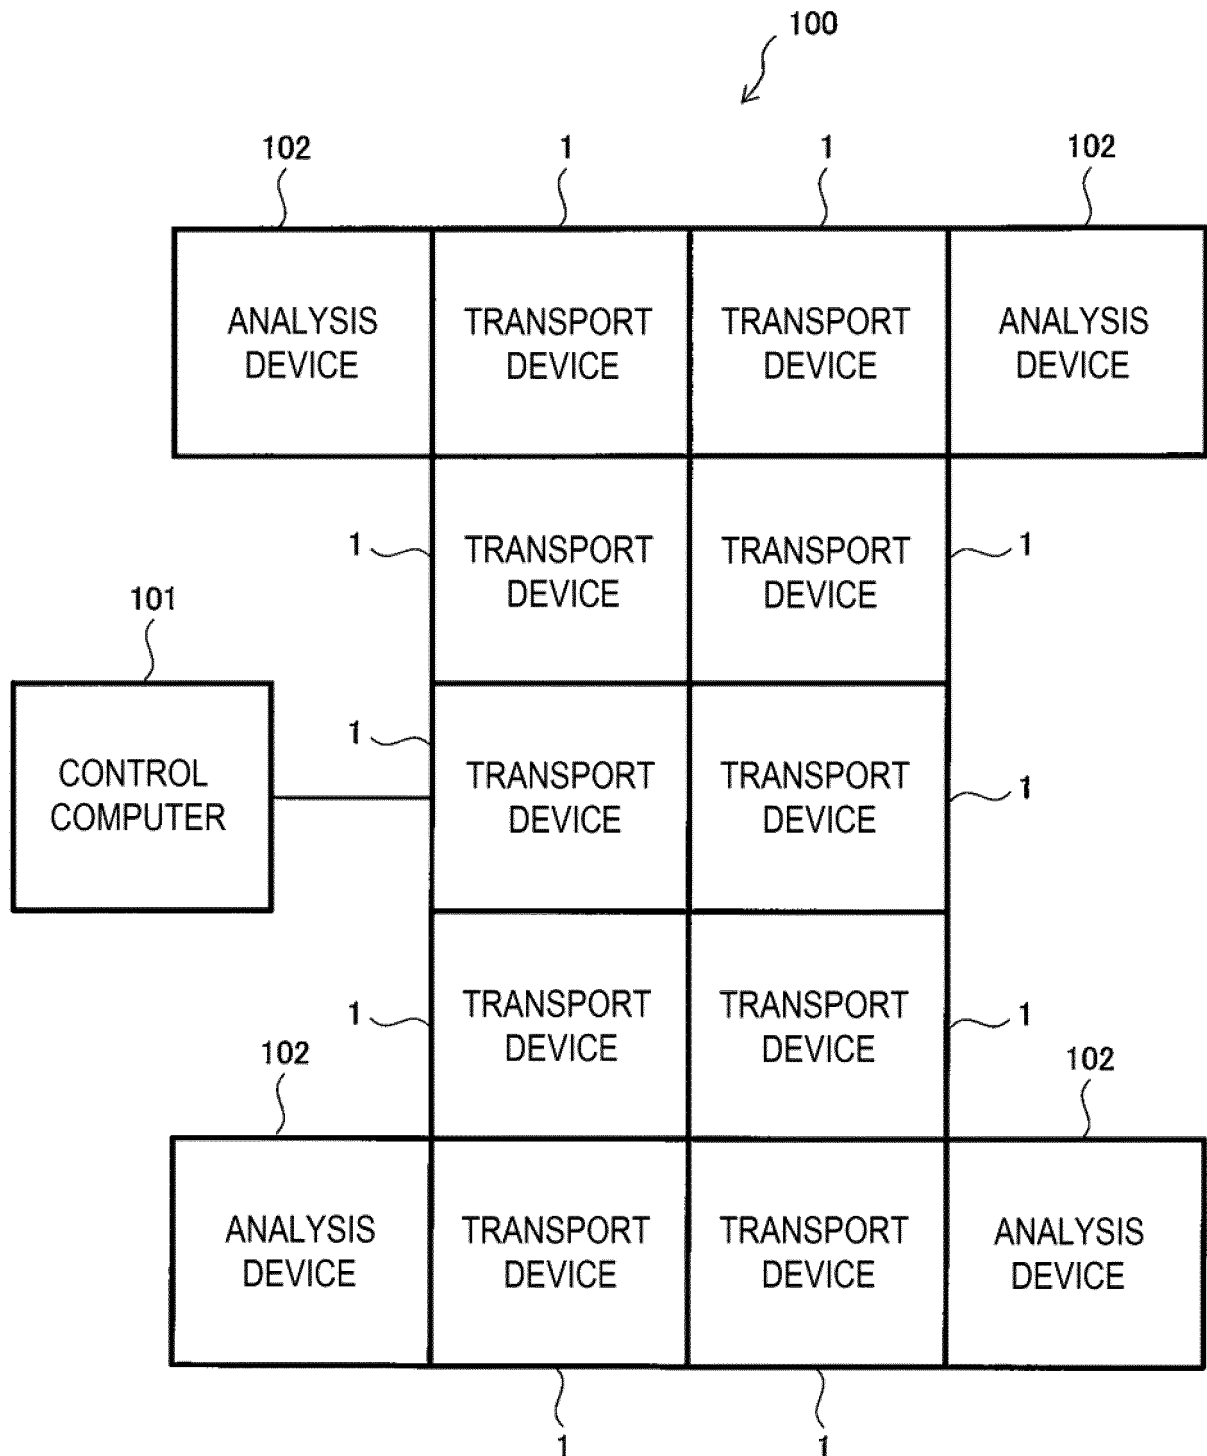 100
102 1 1 102
ANALYSIS DEVICE
TRANSPORT DEVICE
TRANSPORT DEVICE
ANALYSIS DEVICE
1
TRANSPORT DEVICE
TRANSPORT DEVICE
1
101
CONTROL COMPUTER
1
TRANSPORT DEVICE
TRANSPORT DEVICE
1
1
TRANSPORT DEVICE
TRANSPORT DEVICE
1
102
102
ANALYSIS DEVICE
TRANSPORT DEVICE
TRANSPORT DEVICE
ANALYSIS DEVICE
1 1